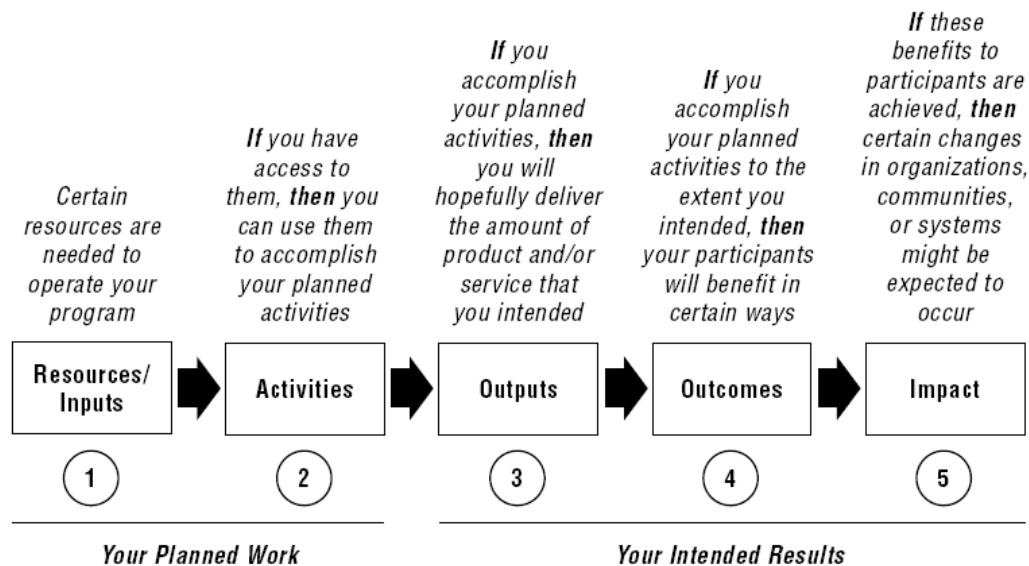 Certain
resources are
needed to
operate your
program
If you have
access to
them, then you
can use them
to accomplish
your planned
activities
If you
accomplish
your planned
activities, then
you will
hopefully deliver
the amount of
product and/or
service that
you intended
If you
accomplish
your planned
activities to the
extent you
intended, then
your participants
will benefit in
certain ways
If these
benefits to
participants are
achieved, then
certain changes
in organizations,
communities,
or systems
might be
expected to
occur
Resources/
Inputs
Activities
Outputs
Outcomes
Impact
1
2
3
4
5
Your Planned Work
Your Intended Results